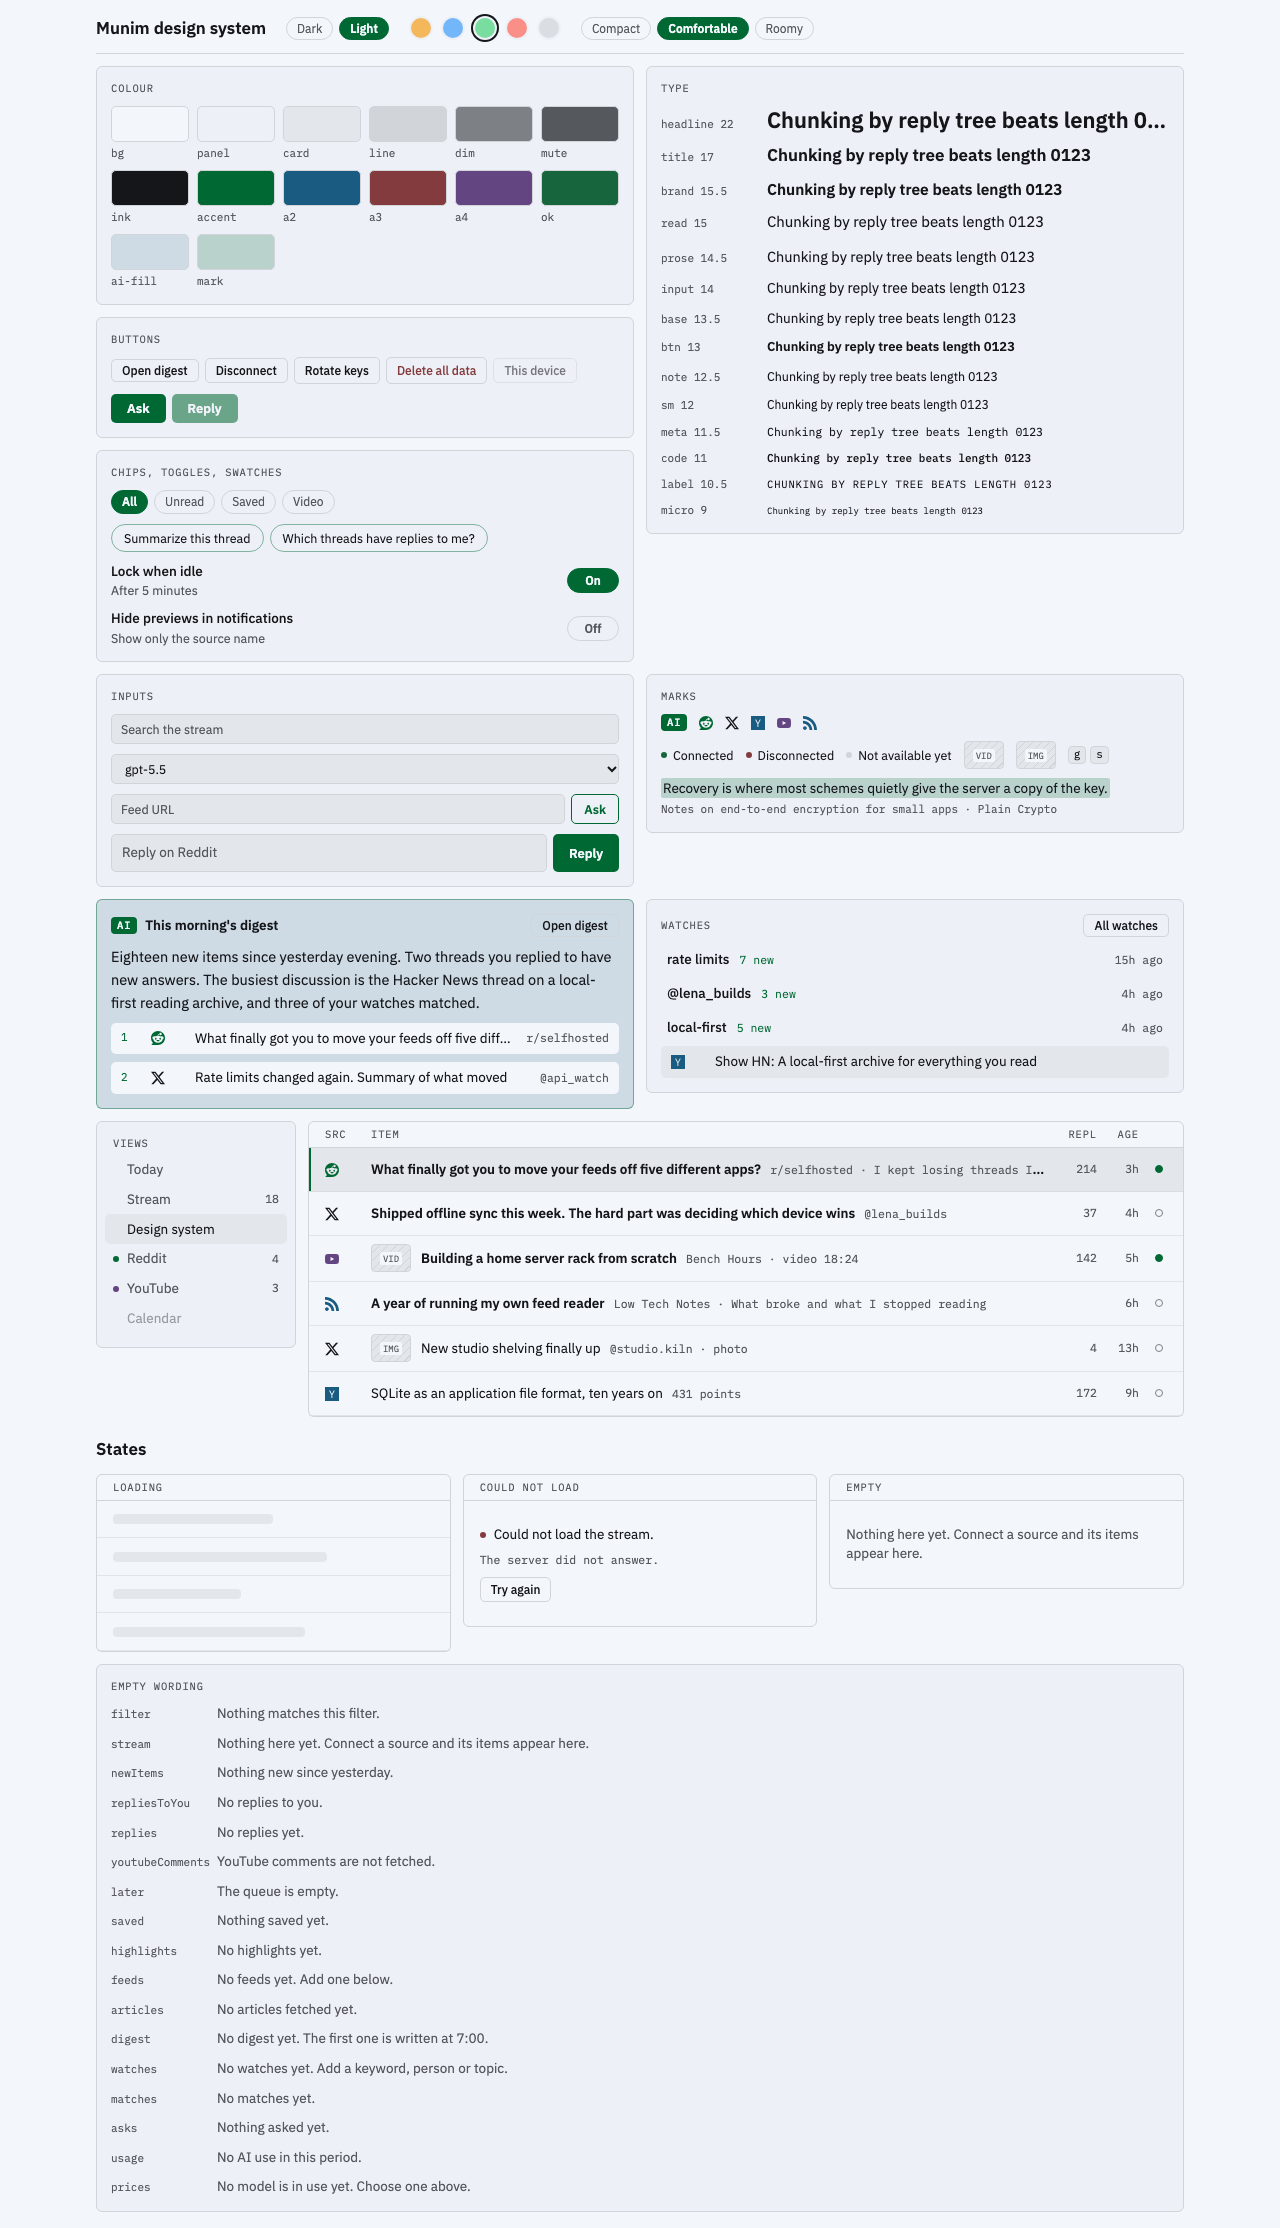 Munim design system
Dark Light Compact Comfortable Roomy
COLOUR
bg panel card line dim mute
ink accent a2 a3 a4 ok
ai-fill mark
TYPE
headline 22 Chunking by reply tree beats length 0...
title 17 Chunking by reply tree beats length 0123
brand 15.5 Chunking by reply tree beats length 0123
read 15 Chunking by reply tree beats length 0123
prose 14.5 Chunking by reply tree beats length 0123
input 14 Chunking by reply tree beats length 0123
base 13.5 Chunking by reply tree beats length 0123
btn 13 Chunking by reply tree beats length 0123
note 12.5 Chunking by reply tree beats length 0123
sm 12 Chunking by reply tree beats length 0123
meta 11.5 Chunking by reply tree beats length 0123
code 11 Chunking by reply tree beats length 0123
label 10.5 CHUNKING BY REPLY TREE BEATS LENGTH 0123
micro 9 Chunking by reply tree beats length 0123
BUTTONS
Open digest Disconnect Rotate keys Delete all data This device
Ask Reply
CHIPS, TOGGLES, SWATCHES
All Unread Saved Video
Summarize this thread Which threads have replies to me?
Lock when idle
After 5 minutes
On
Hide previews in notifications
Show only the source name
Off
INPUTS
Search the stream
gpt-5.5
Feed URL Ask
Reply on Reddit Reply
MARKS
AI Y
Connected Disconnected Not available yet VID IMG g s
Recovery is where most schemes quietly give the server a copy of the key.
Notes on end-to-end encryption for small apps · Plain Crypto
AI This morning's digest Open digest
Eighteen new items since yesterday evening. Two threads you replied to have
new answers. The busiest discussion is the Hacker News thread on a local-
first reading archive, and three of your watches matched.
1 What finally got you to move your feeds off five diff... r/selfhosted
2 Rate limits changed again. Summary of what moved @api_watch
WATCHES All watches
rate limits 7 new 15h ago
@lena_builds 3 new 4h ago
local-first 5 new 4h ago
Y Show HN: A local-first archive for everything you read
VIEWS
Today
Stream 18
Design system
Reddit 4
YouTube 3
Calendar
SRC ITEM REPL AGE
What finally got you to move your feeds off five different apps? r/selfhosted · I kept losing threads I... 214 3h
Shipped offline sync this week. The hard part was deciding which device wins @lena_builds 37 4h
VID Building a home server rack from scratch Bench Hours · video 18:24 142 5h
A year of running my own feed reader Low Tech Notes · What broke and what I stopped reading 6h
IMG New studio shelving finally up @studio.kiln · photo 4 13h
Y SQLite as an application file format, ten years on 431 points 172 9h
States
LOADING
COULD NOT LOAD
Could not load the stream.
The server did not answer.
Try again
EMPTY
Nothing here yet. Connect a source and its items
appear here.
EMPTY WORDING
filter Nothing matches this filter.
stream Nothing here yet. Connect a source and its items appear here.
newItems Nothing new since yesterday.
repliesToYou No replies to you.
replies No replies yet.
youtubeComments YouTube comments are not fetched.
later The queue is empty.
saved Nothing saved yet.
highlights No highlights yet.
feeds No feeds yet. Add one below.
articles No articles fetched yet.
digest No digest yet. The first one is written at 7:00.
watches No watches yet. Add a keyword, person or topic.
matches No matches yet.
asks Nothing asked yet.
usage No AI use in this period.
prices No model is in use yet. Choose one above.